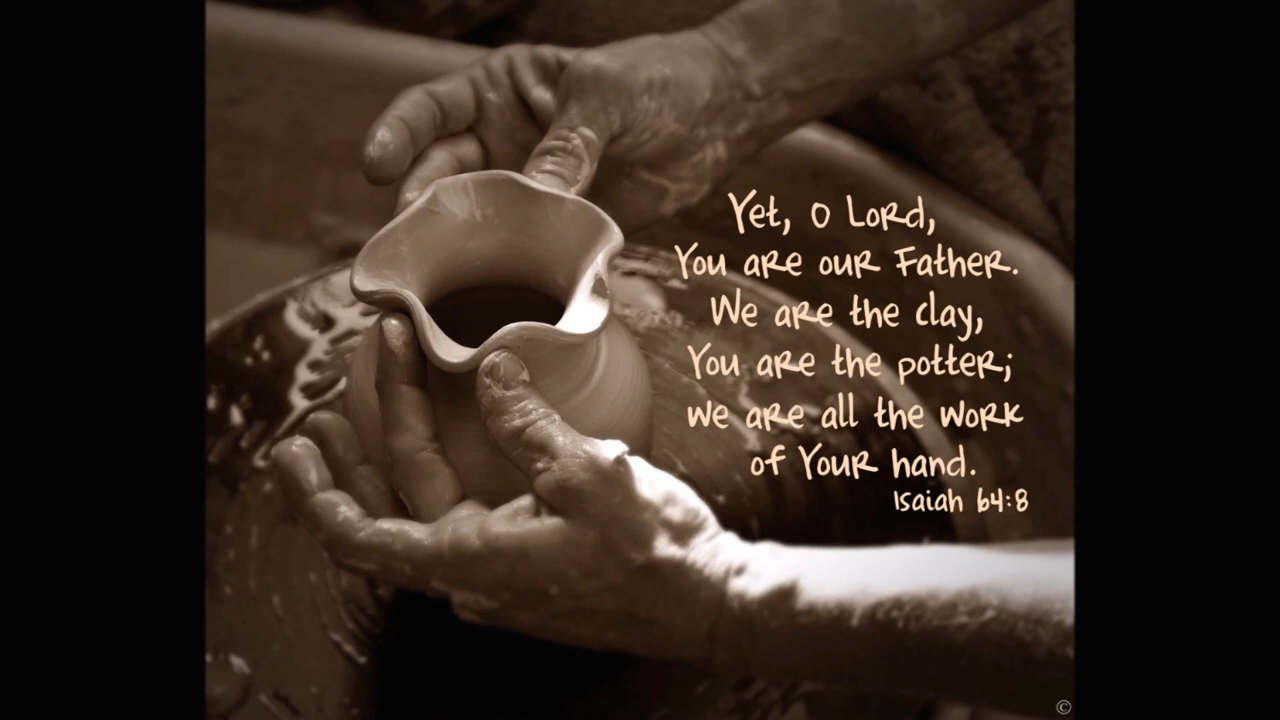 Yet, O Lord,
You are our Father.
We are the clay,
You are the potter;
we are all the work
of Your hand.
Isaiah 64:8
©